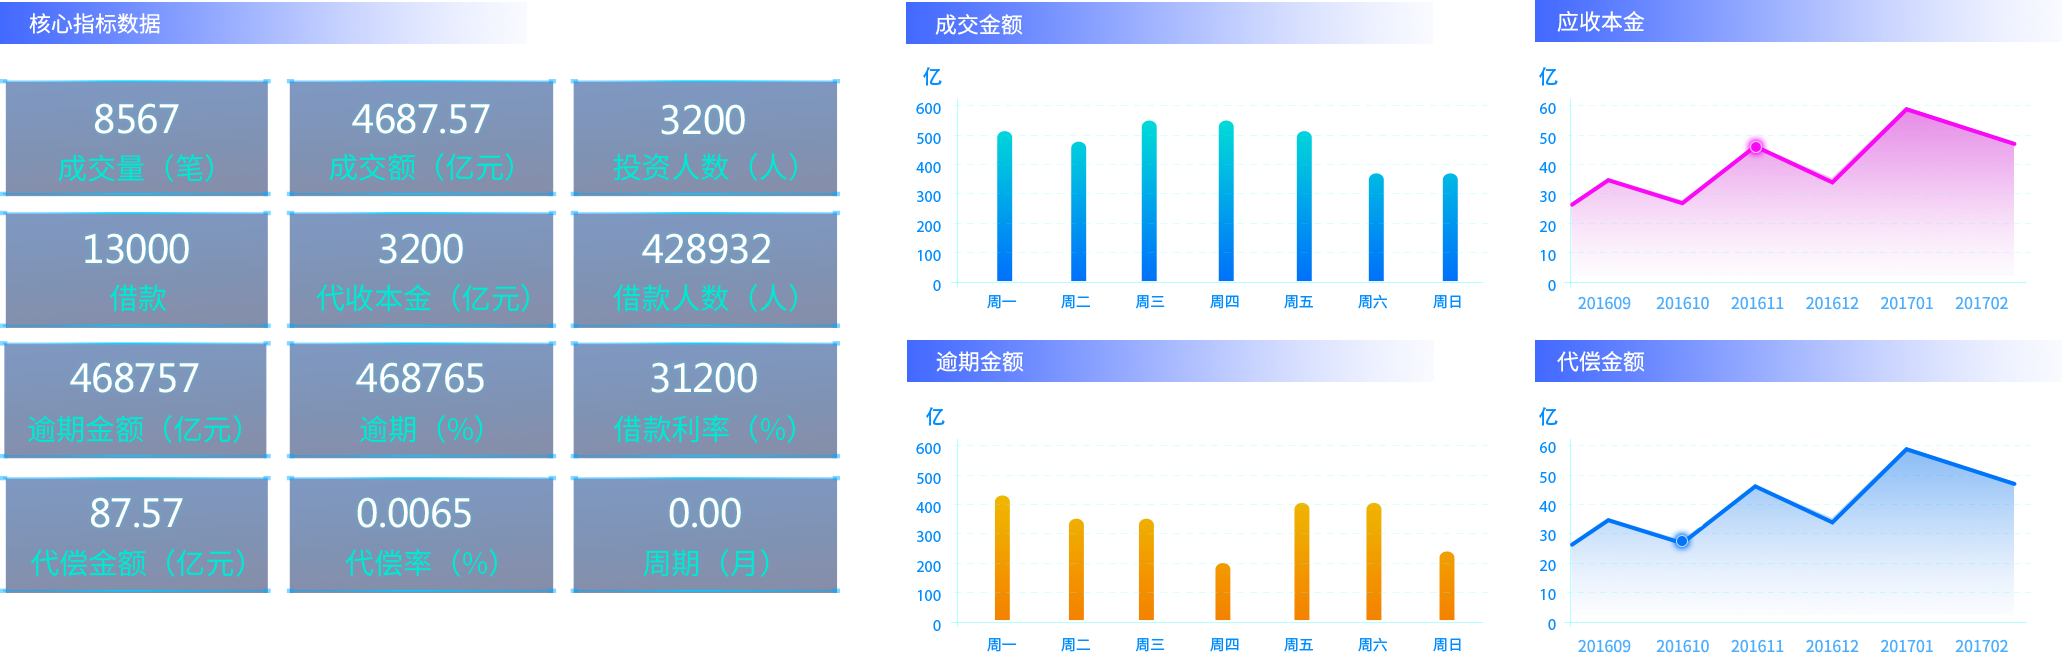 核心指标数据
8567
成交量（笔）
4687.57
成交额（亿元）
3200
投资人数（人）
13000
借款
3200
代收本金（亿元）
428932
借款人数（人）
468757
逾期金额（亿元）
468765
逾期（%）
31200
借款利率（%）
87.57
代偿金额（亿元）
0.0065
代偿率（%）
0.00
周期（月）
成交金额
亿
600
500
400
300
200
100
0
周一 周二 周三 周四 周五 周六 周日
应收本金
亿
60
50
40
30
20
10
0
201609 201610 201611 201612 201701 201702
逾期金额
亿
600
500
400
300
200
100
0
周一 周二 周三 周四 周五 周六 周日
代偿金额
亿
60
50
40
30
20
10
0
201609 201610 201611 201612 201701 201702